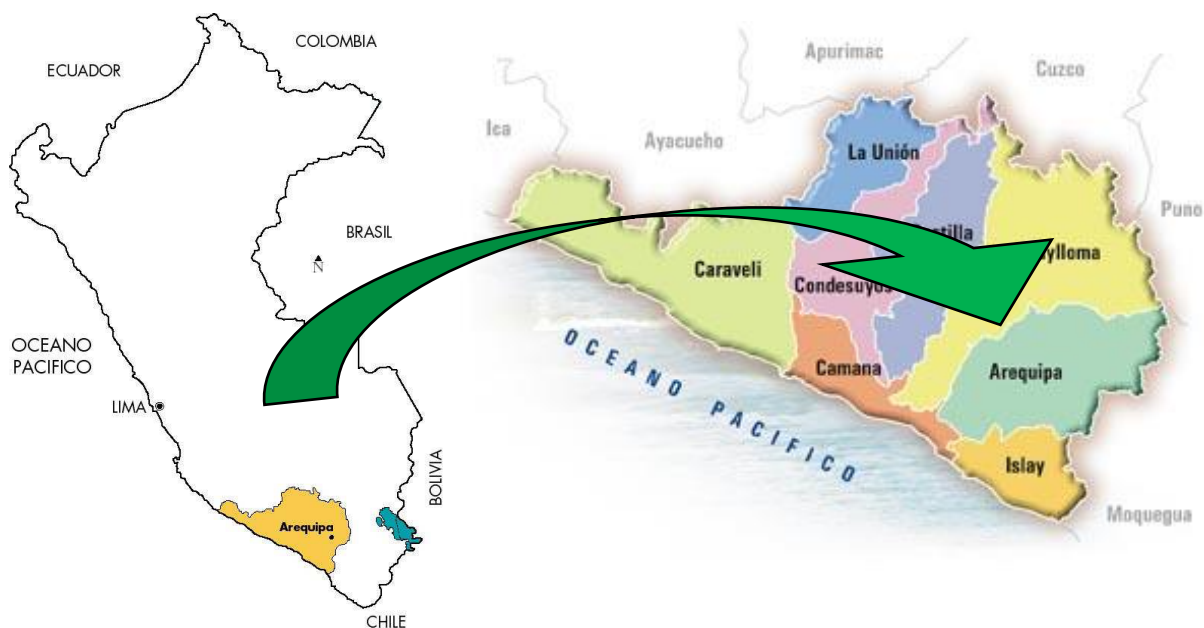 COLOMBIA
ECUADOR
BRASIL
N
OCEANO
PACIFICO
LIMA
BOLIVIA
Arequipa
CHILE
Apurimac
Cuzco
Ica
Ayacucho
La Unión
Puno
Caraveli
Condesuyos
Camana
Arequipa
OCEANO PACIFICO
Islay
Moquegua